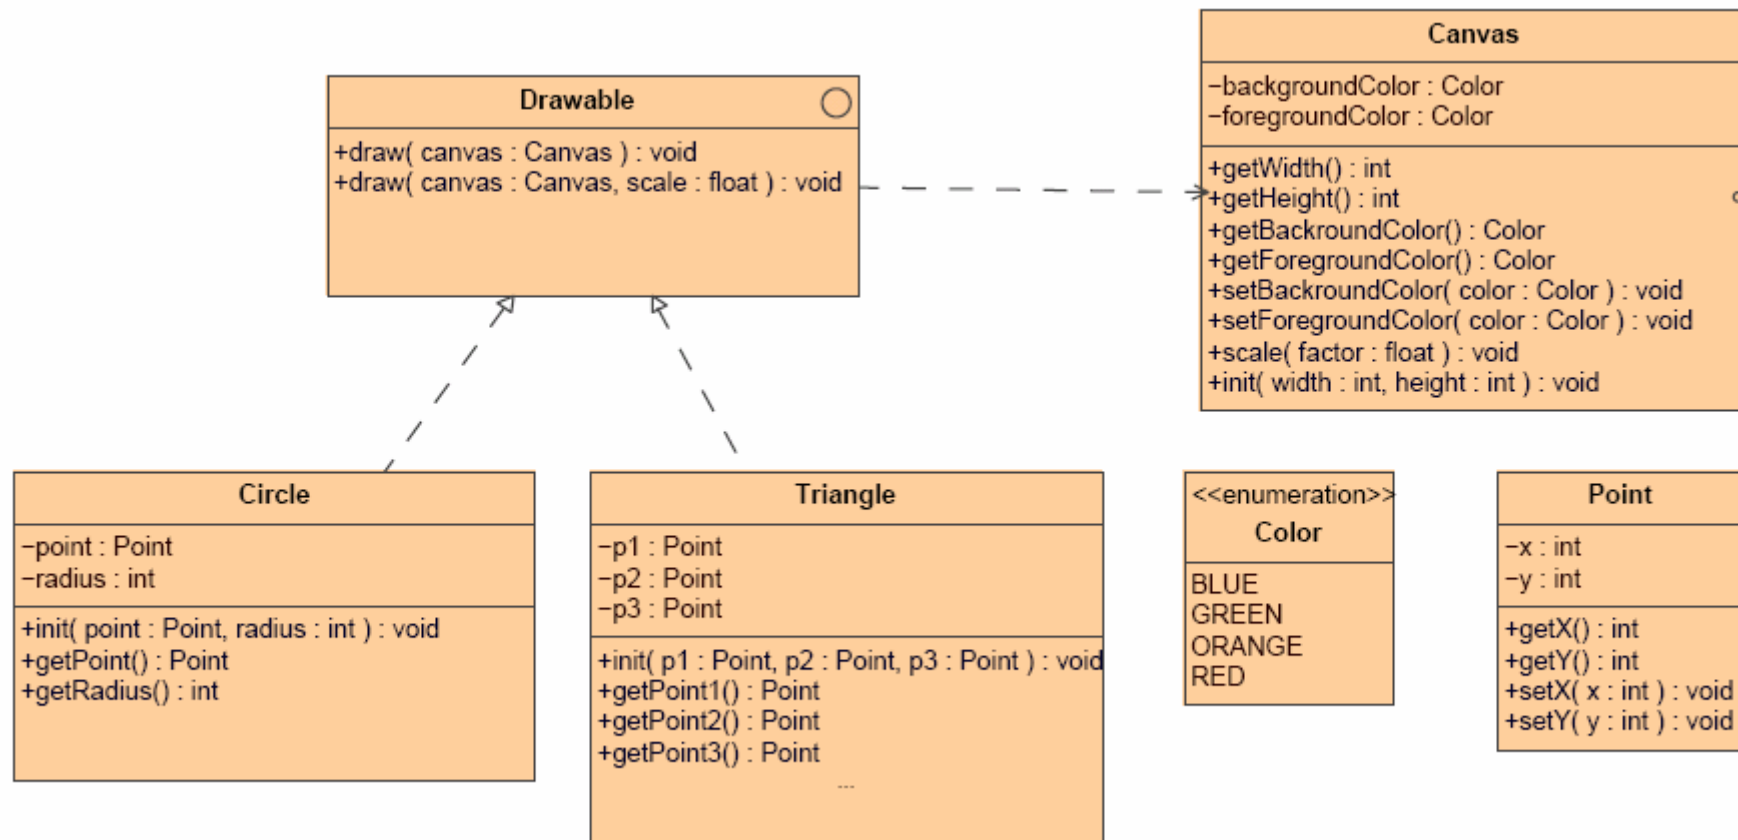 Drawable
+draw( canvas : Canvas ) : void
+draw( canvas : Canvas, scale : float ) : void
Canvas
−backgroundColor : Color
−foregroundColor : Color
+getWidth() : int
+getHeight() : int
+getBackroundColor() : Color
+getForegroundColor() : Color
+setBackroundColor( color : Color ) : void
+setForegroundColor( color : Color ) : void
+scale( factor : float ) : void
+init( width : int, height : int ) : void
Circle
−point : Point
−radius : int
+init( point : Point, radius : int ) : void
+getPoint() : Point
+getRadius() : int
Triangle
−p1 : Point
−p2 : Point
−p3 : Point
+init( p1 : Point, p2 : Point, p3 : Point ) : void
+getPoint1() : Point
+getPoint2() : Point
+getPoint3() : Point
...
<<enumeration>>
Color
BLUE
GREEN
ORANGE
RED
Point
−x : int
−y : int
+getX() : int
+getY() : int
+setX( x : int ) : void
+setY( y : int ) : void